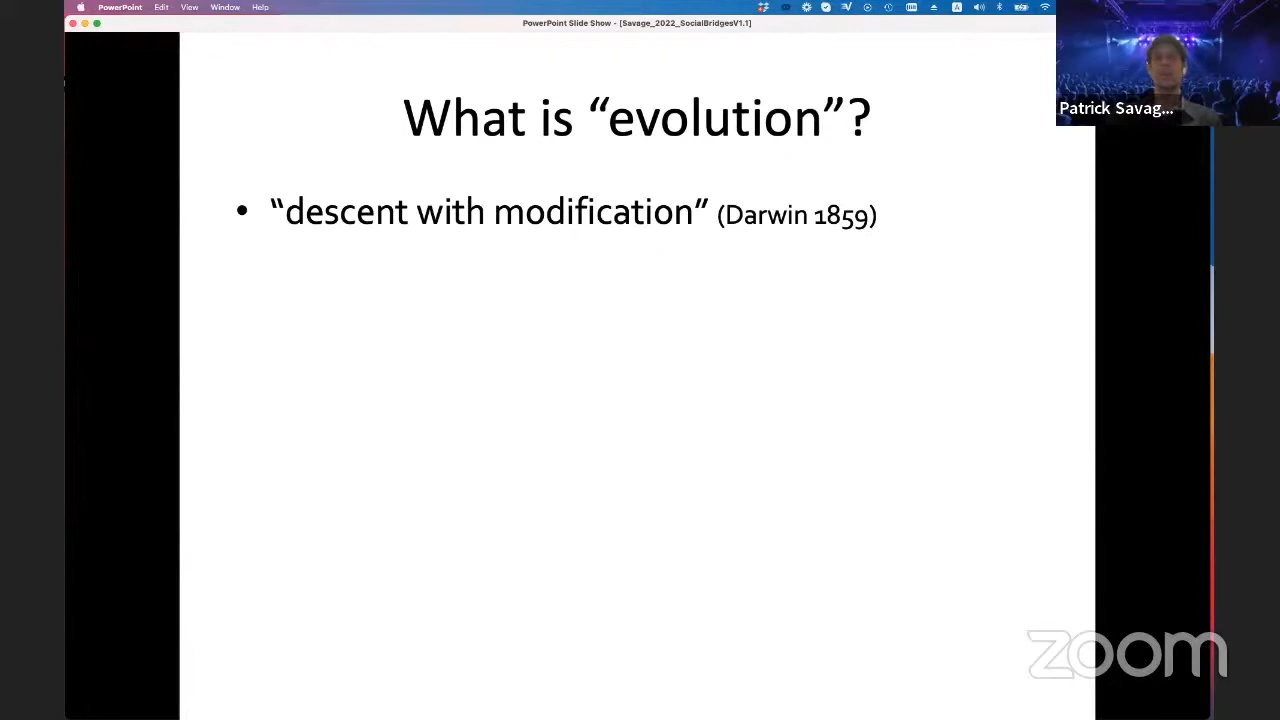 PowerPoint Edit View Window Help
PowerPoint Slide Show - [Savage_2022_SocialBridgesV1.1]
Patrick Savag...
What is “evolution”?
• “descent with modification” (Darwin 1859)
zoom